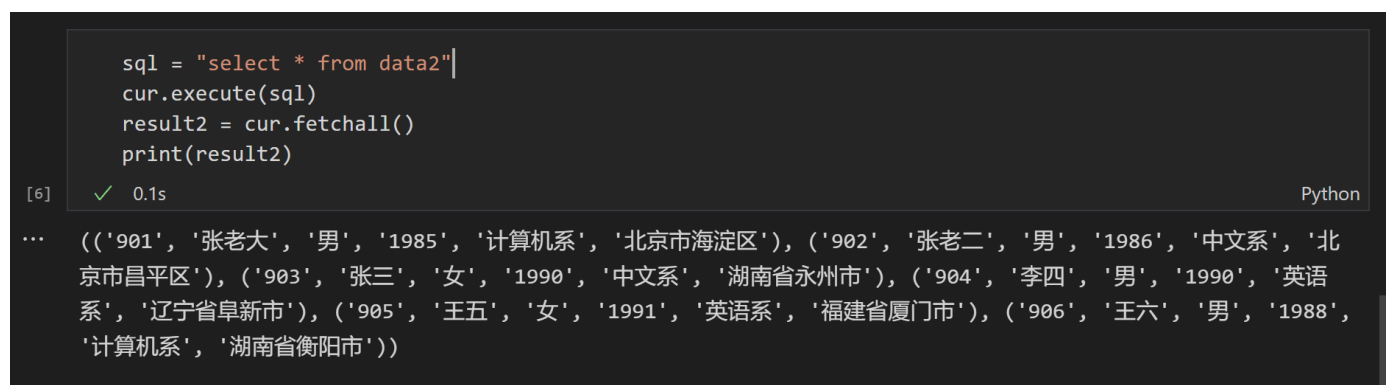 sql = "select * from data2"
cur.execute(sql)
result2 = cur.fetchall()
print(result2)
[6] ✓ 0.1s Python
··· (('901', '张老大', '男', '1985', '计算机系', '北京市海淀区'), ('902', '张老二', '男', '1986', '中文系', '北
京市昌平区'), ('903', '张三', '女', '1990', '中文系', '湖南省永州市'), ('904', '李四', '男', '1990', '英语
系', '辽宁省阜新市'), ('905', '王五', '女', '1991', '英语系', '福建省厦门市'), ('906', '王六', '男', '1988',
'计算机系', '湖南省衡阳市'))